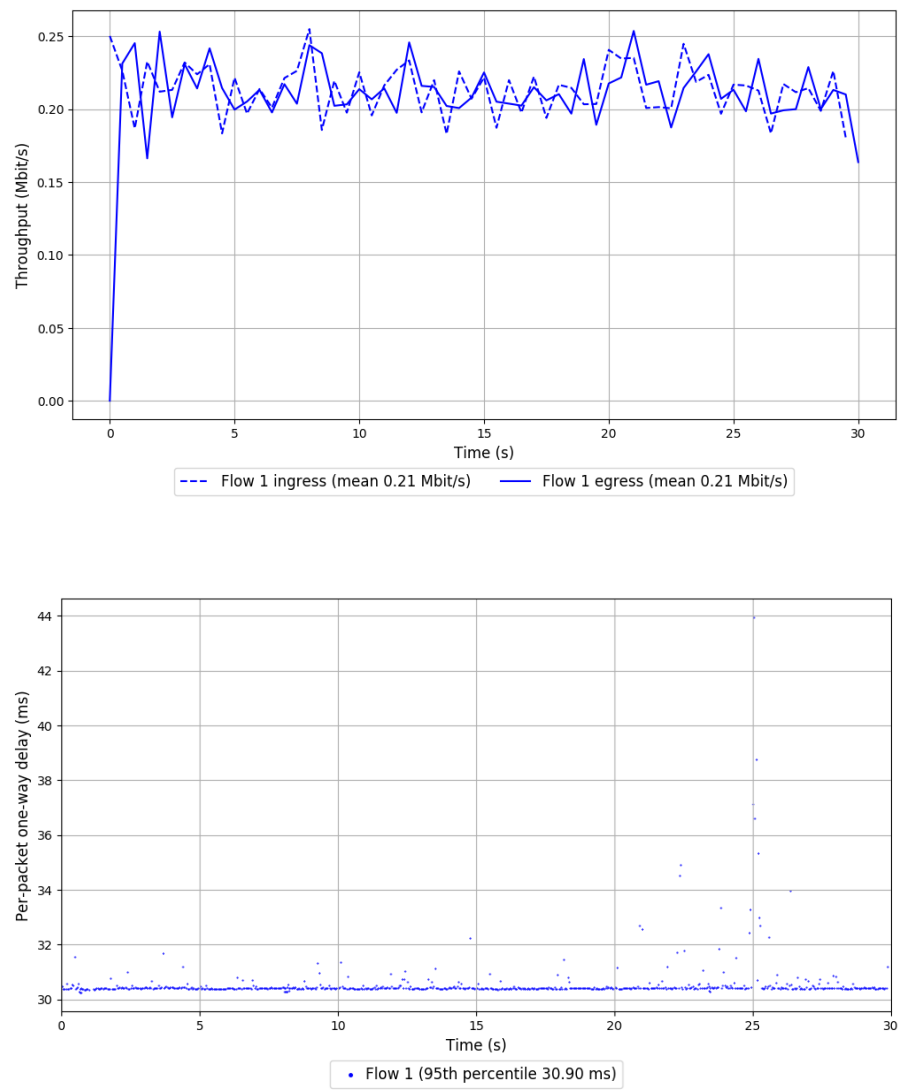 0.25
0.20
0.15
0.10
0.05
0.00
Throughput (Mbit/s)
0 5 10 15 20 25 30
Time (s)
Flow 1 ingress (mean 0.21 Mbit/s) Flow 1 egress (mean 0.21 Mbit/s)
44
42
40
38
36
34
32
30
Per-packet one-way delay (ms)
0 5 10 15 20 25 30
Time (s)
Flow 1 (95th percentile 30.90 ms)